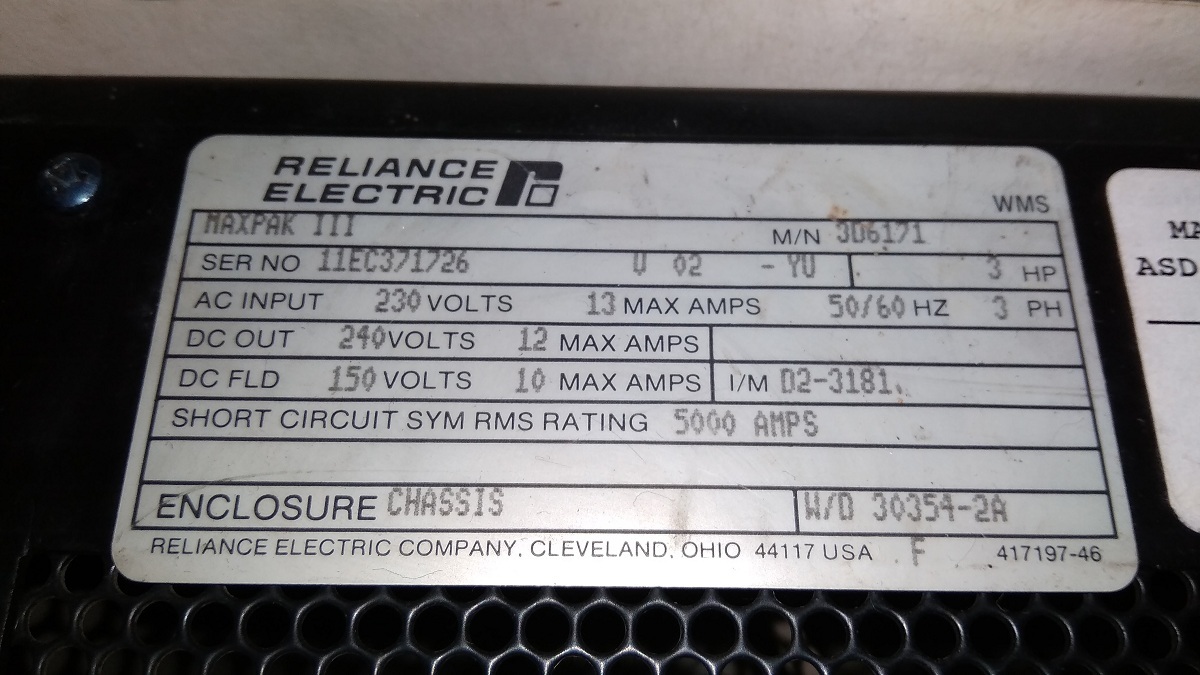 RELIANCE
ELECTRIC
WMS
MAXPAK III M/N 3D6171
SER NO 11EC371726 U 02 - YU 3 HP
AC INPUT 230 VOLTS 13 MAX AMPS 50/60 HZ 3 PH
DC OUT 240 VOLTS 12 MAX AMPS
DC FLD 150 VOLTS 10 MAX AMPS I/M D2-3181.
SHORT CIRCUIT SYM RMS RATING 5000 AMPS
ENCLOSURE CHASSIS W/D 30354-2A
RELIANCE ELECTRIC COMPANY, CLEVELAND, OHIO 44117 USA F 417197-46
MA
ASD